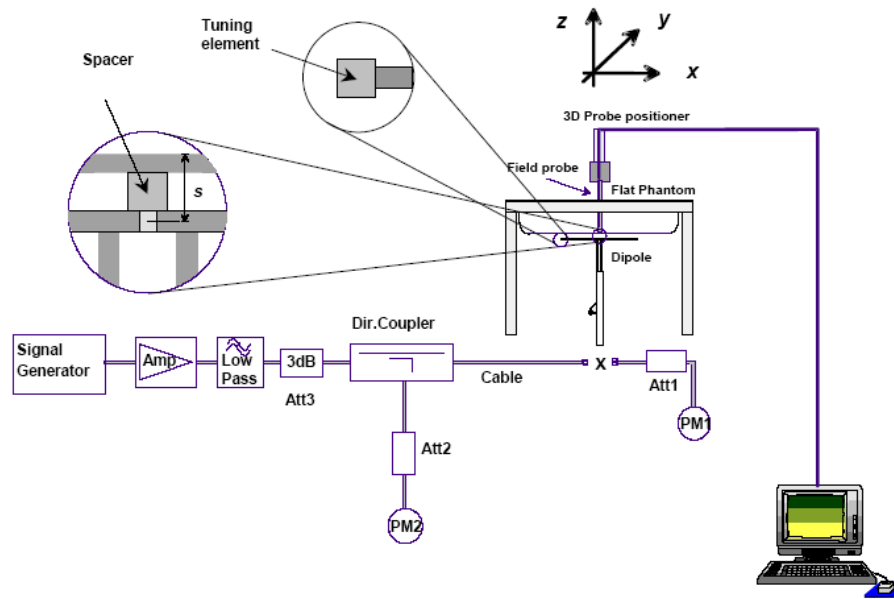 Tuning
element
Spacer
z
y
x
3D Probe positioner
Field probe
Flat Phantom
s
Dipole
Dir.Coupler
Signal
Generator
Amp
Low
Pass
3dB
Att3
Cable
X
Att1
PM1
Att2
PM2